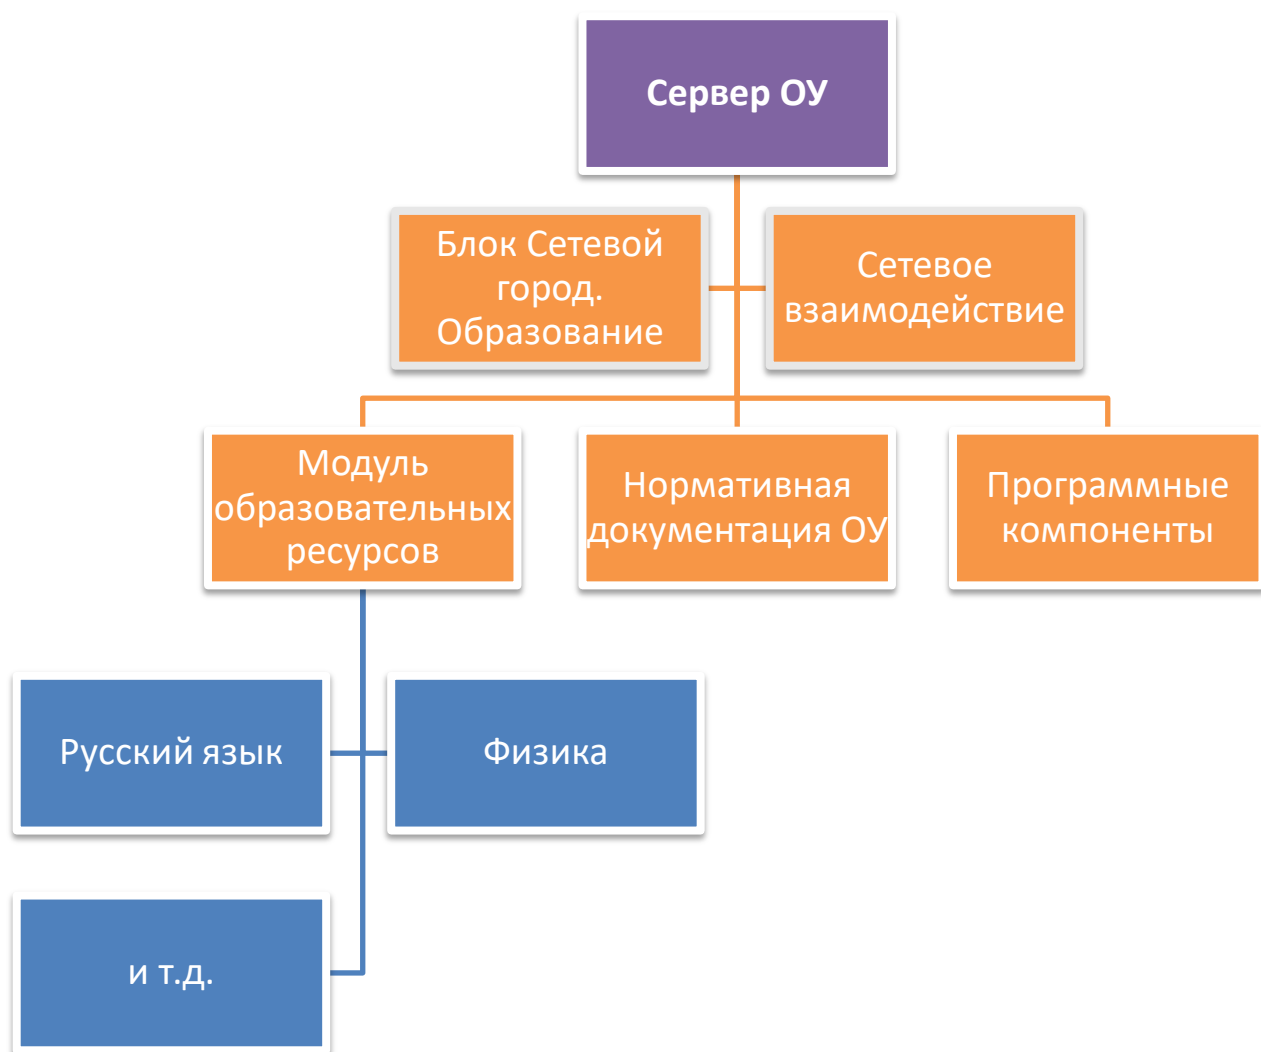 Сервер ОУ
Блок Сетевой
город.
Образование
Сетевое
взаимодействие
Модуль
образовательных
ресурсов
Нормативная
документация ОУ
Программные
компоненты
Русский язык
Физика
и т.д.